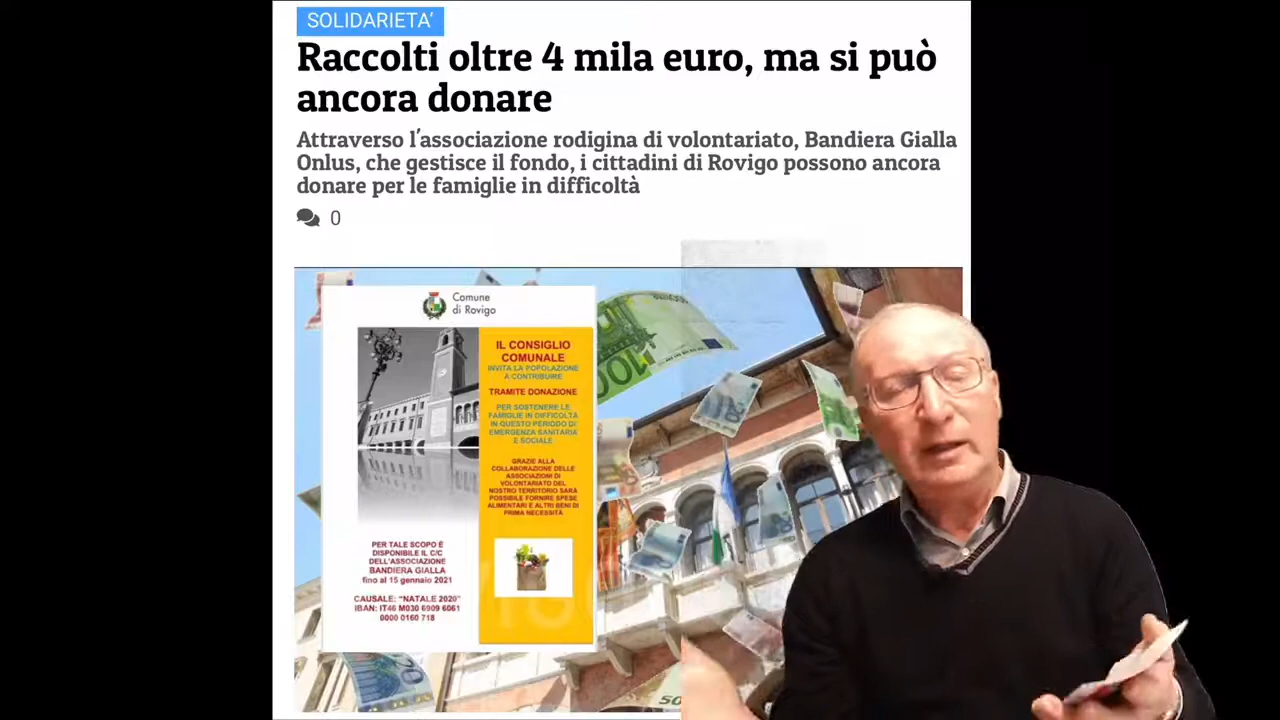 SOLIDARIETA'
Raccolti oltre 4 mila euro, ma si può
ancora donare
Attraverso l'associazione rodigina di volontariato, Bandiera Gialla
Onlus, che gestisce il fondo, i cittadini di Rovigo possono ancora
donare per le famiglie in difficoltà
0
Comune
di Rovigo
IL CONSIGLIO
COMUNALE
INVITA LA POPOLAZIONE
A CONTRIBUIRE
TRAMITE DONAZIONE
PER SOSTENERE LE
FAMIGLIE IN DIFFICOLTÀ
IN QUESTO PERIODO DI
EMERGENZA SANITARIA
E SOCIALE
GRAZIE ALLA
COLLABORAZIONE DELLE
ASSOCIAZIONI DI
VOLONTARIATO DEL
NOSTRO TERRITORIO SARÀ
POSSIBILE FORNIRE SPESE
ALIMENTARI E ALTRI BENI DI
PRIMA NECESSITÀ
PER TALE SCOPO È
DISPONIBILE IL C/C
DELL'ASSOCIAZIONE
BANDIERA GIALLA
fino al 15 gennaio 2021
CAUSALE: "NATALE 2020"
IBAN: IT46 M030 6909 6061
0000 0160 718
100